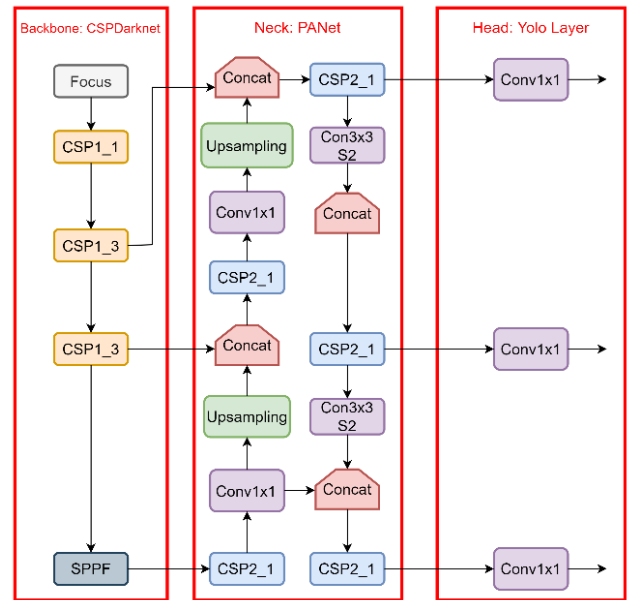 Backbone: CSPDarknet
Neck: PANet
Head: Yolo Layer
Focus
CSP1_1
CSP1_3
CSP1_3
SPPF
Concat
Upsampling
Conv1x1
CSP2_1
Concat
Upsampling
Conv1x1
CSP2_1
CSP2_1
Con3x3
S2
Concat
CSP2_1
Con3x3
S2
Concat
CSP2_1
Conv1x1
Conv1x1
Conv1x1